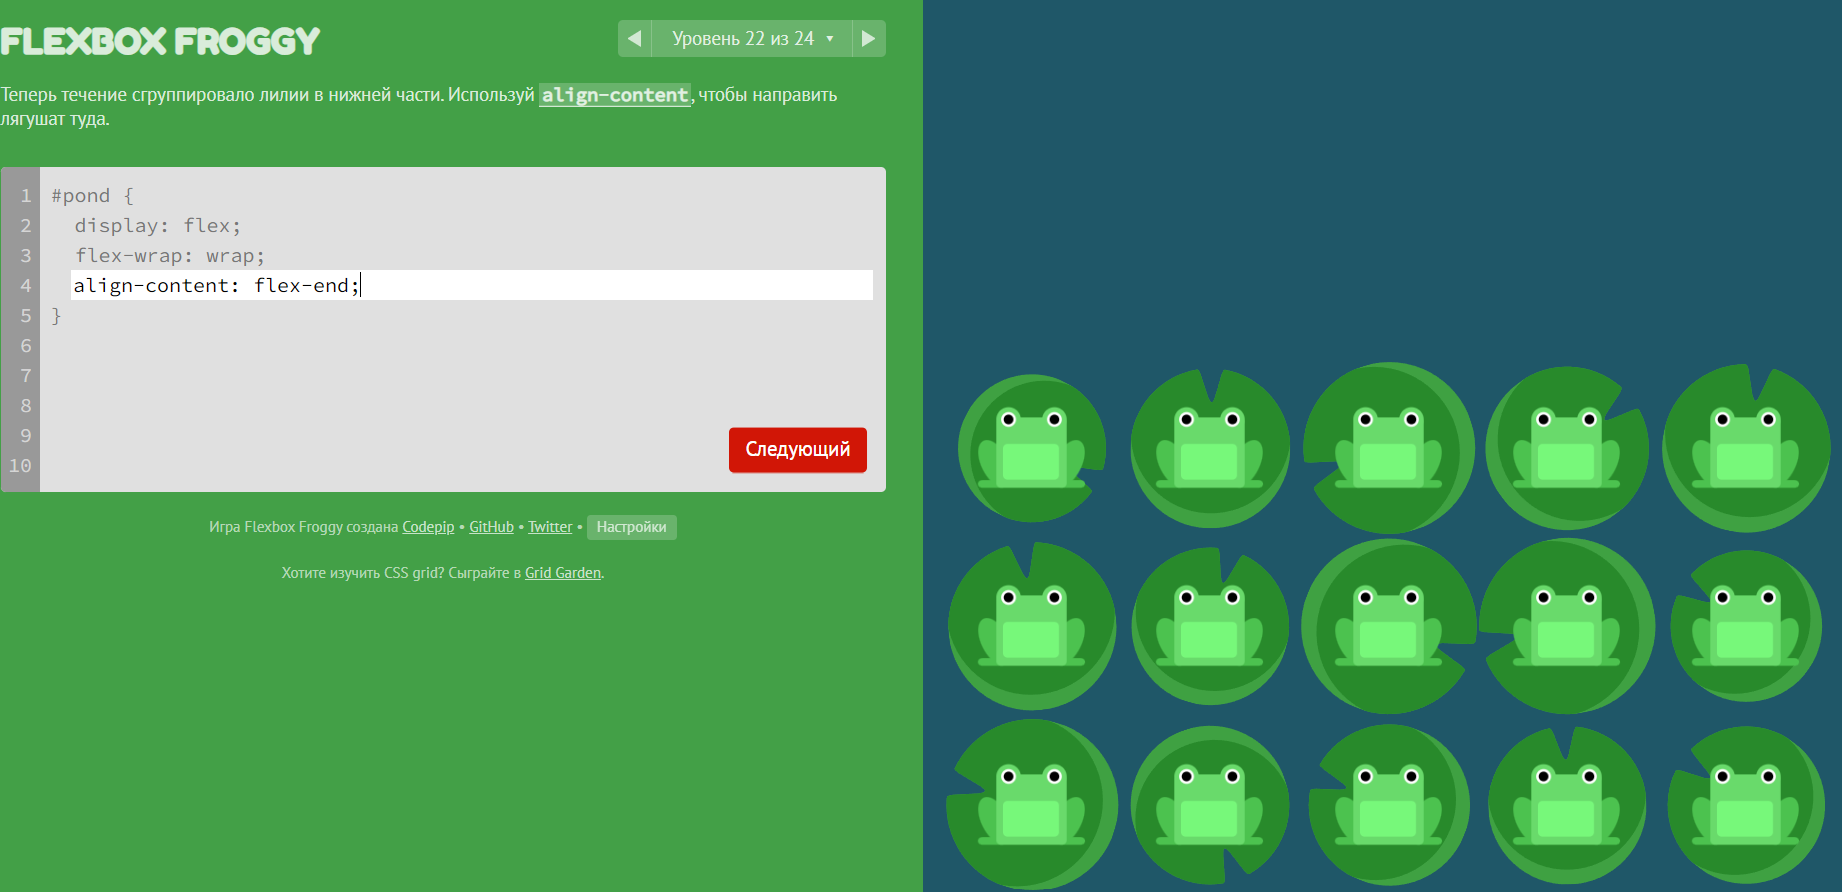 FLEXBOX FROGGY
Уровень 22 из 24
Теперь течение сгруппировало лилии в нижней части. Используй align-content, чтобы направить
лягушат туда.
1 #pond {
2 display: flex;
3 flex-wrap: wrap;
4 align-content: flex-end;
5 }
6
7
8
9
10
Следующий
Игра Flexbox Froggy создана Codepip • GitHub • Twitter • Настройки
Хотите изучить CSS grid? Сыграйте в Grid Garden.